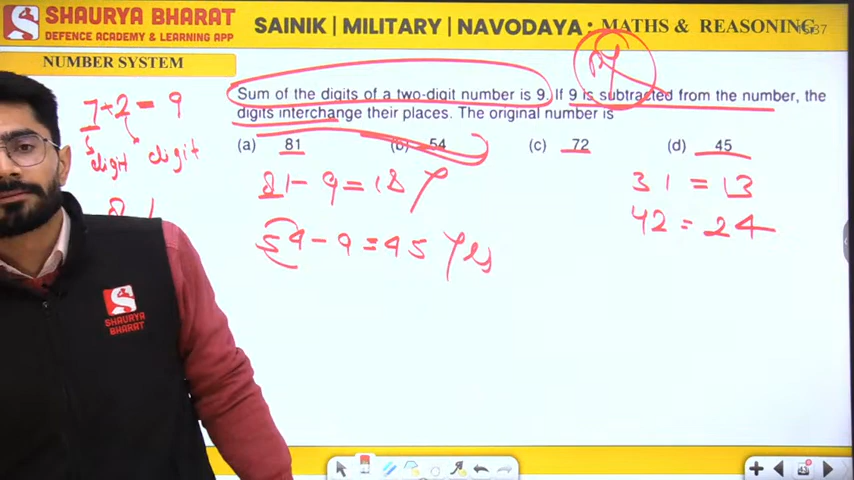 SHAURYA BHARAT
DEFENCE ACADEMY & LEARNING APP
SAINIK | MILITARY | NAVODAYA : MATHS & REASONING
NUMBER SYSTEM
Sum of the digits of a two-digit number is 9. If 9 is subtracted from the number, the
digits interchange their places. The original number is
(a) 81 (b) 54 (c) 72 (d) 45
7+2 = 9
digit digit
81-9=18
54-9=45 Yes
31 = 13
42 = 24
SHAURYA
BHARAT